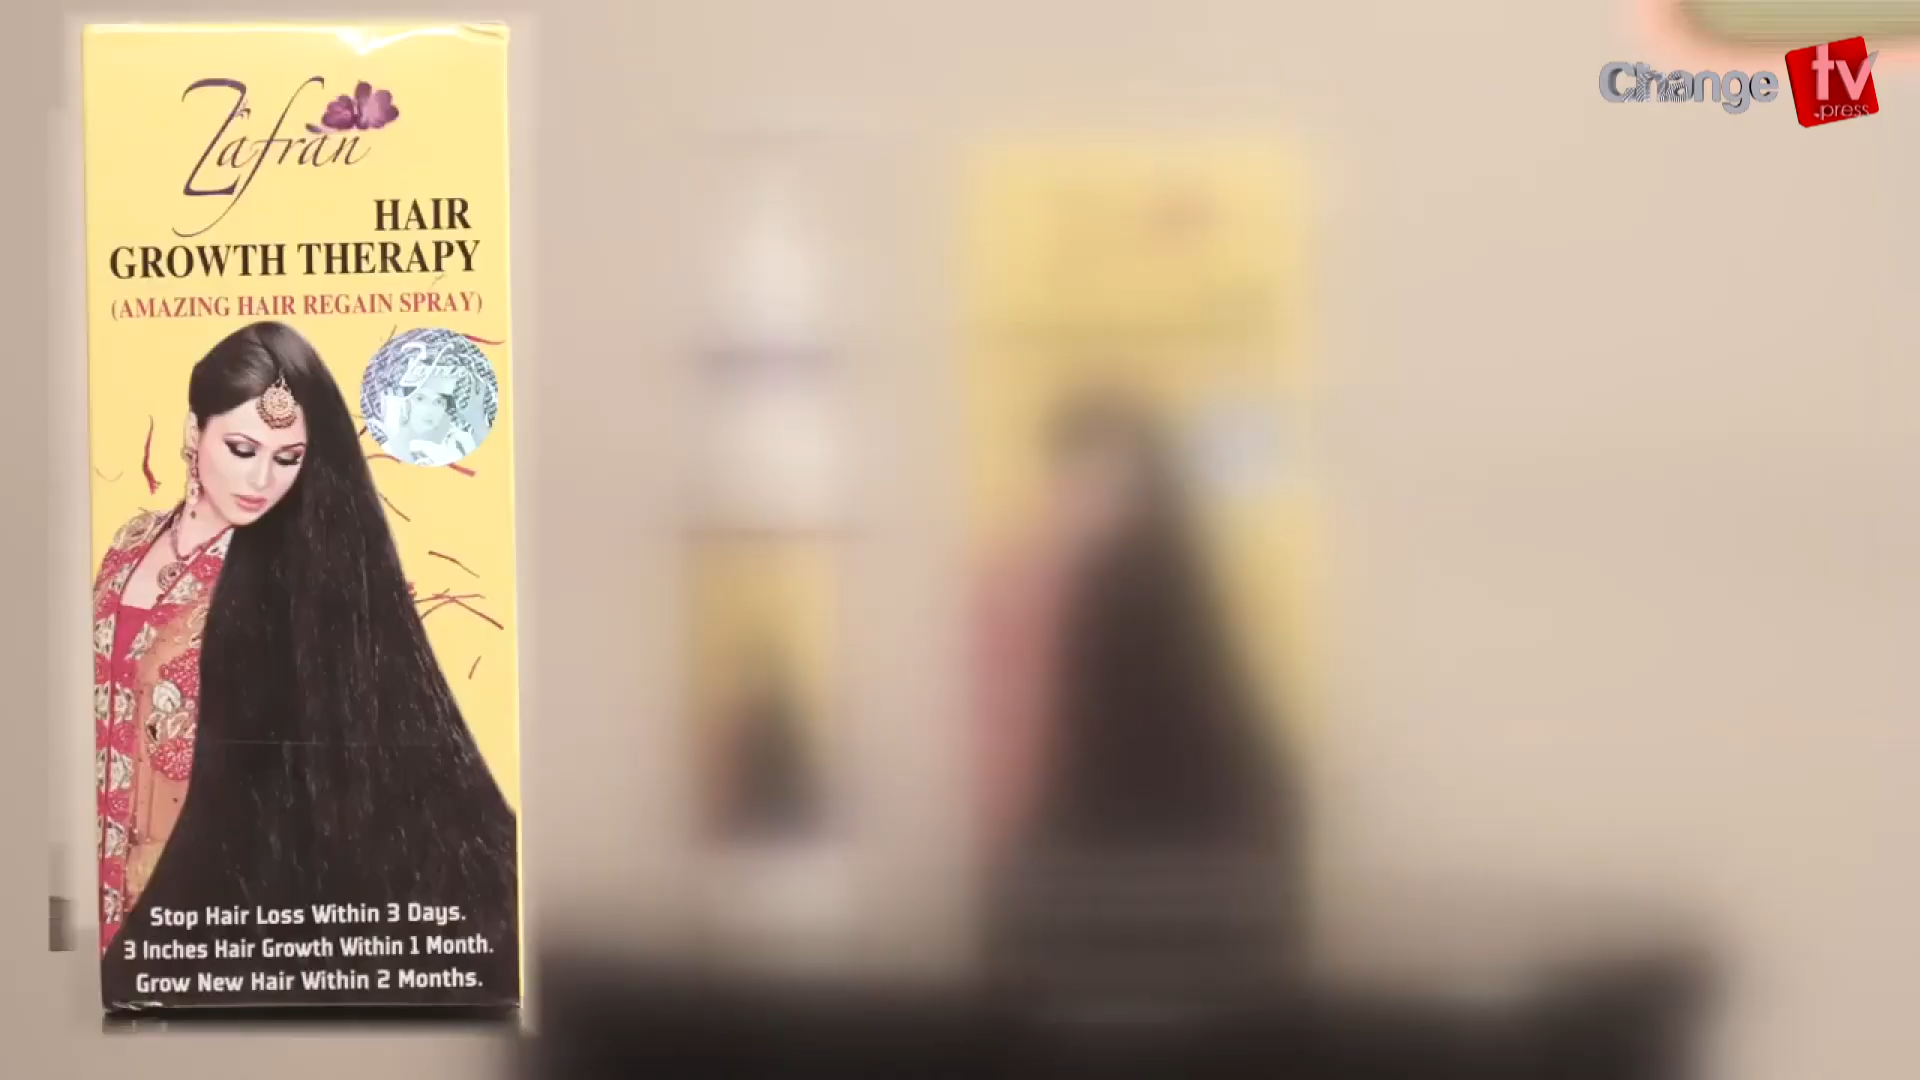 Zafran
HAIR
GROWTH THERAPY
(AMAZING HAIR REGAIN SPRAY)
Zafran
Stop Hair Loss Within 3 Days.
3 Inches Hair Growth Within 1 Month.
Grow New Hair Within 2 Months.
Change tv
.press